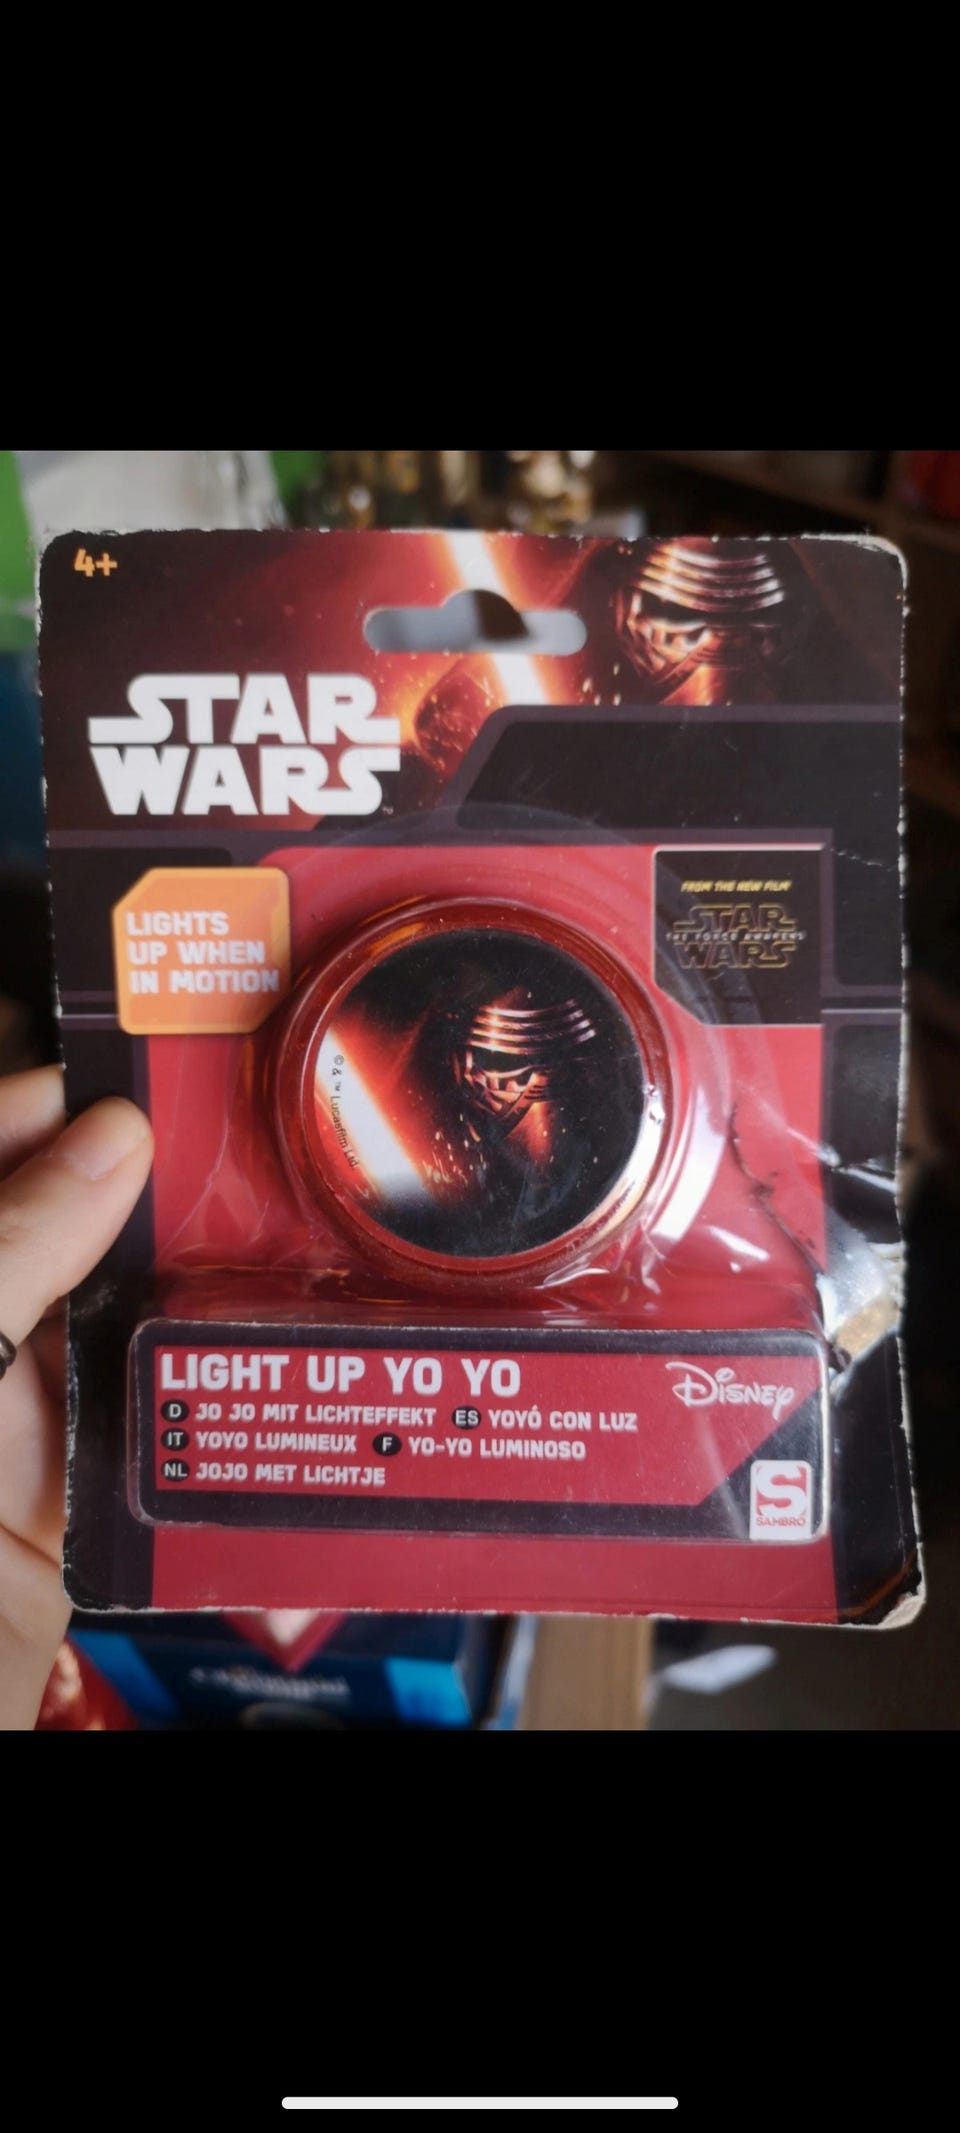 4+
STAR
WARS
™
LIGHTS
UP WHEN
IN MOTION
FROM THE NEW FILM
STAR
THE FORCE AWAKENS
WARS
© & ™ Lucasfilm Ltd.
LIGHT UP YO YO
D JO JO MIT LICHTEFFEKT ES YOYÓ CON LUZ
IT YOYO LUMINEUX F YO-YO LUMINOSO
NL JOJO MET LICHTJE
Disney
S
SAMBRO